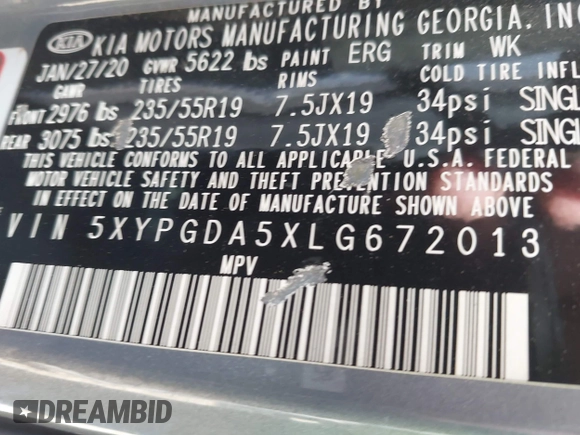 MANUFACTURED BY
KIA KIA MOTORS MANUFACTURING GEORGIA, INC
JAN/27/20 GVWR 5622 lbs PAINT ERG TRIM WK
GAWR TIRES RIMS COLD TIRE INFL
FRONT 2976 lbs 235/55R19 7.5JX19 34psi SINGL
REAR 3075 lbs 235/55R19 7.5JX19 34psi SINGL
THIS VEHICLE CONFORMS TO ALL APPLICABLE U.S.A. FEDERAL
MOTOR VEHICLE SAFETY AND THEFT PREVENTION STANDARDS
IN EFFECT ON THE DATE OF MANUFACTURE SHOWN ABOVE
VIN 5XYPGDA5XLG672013
MPV
DREAMBID